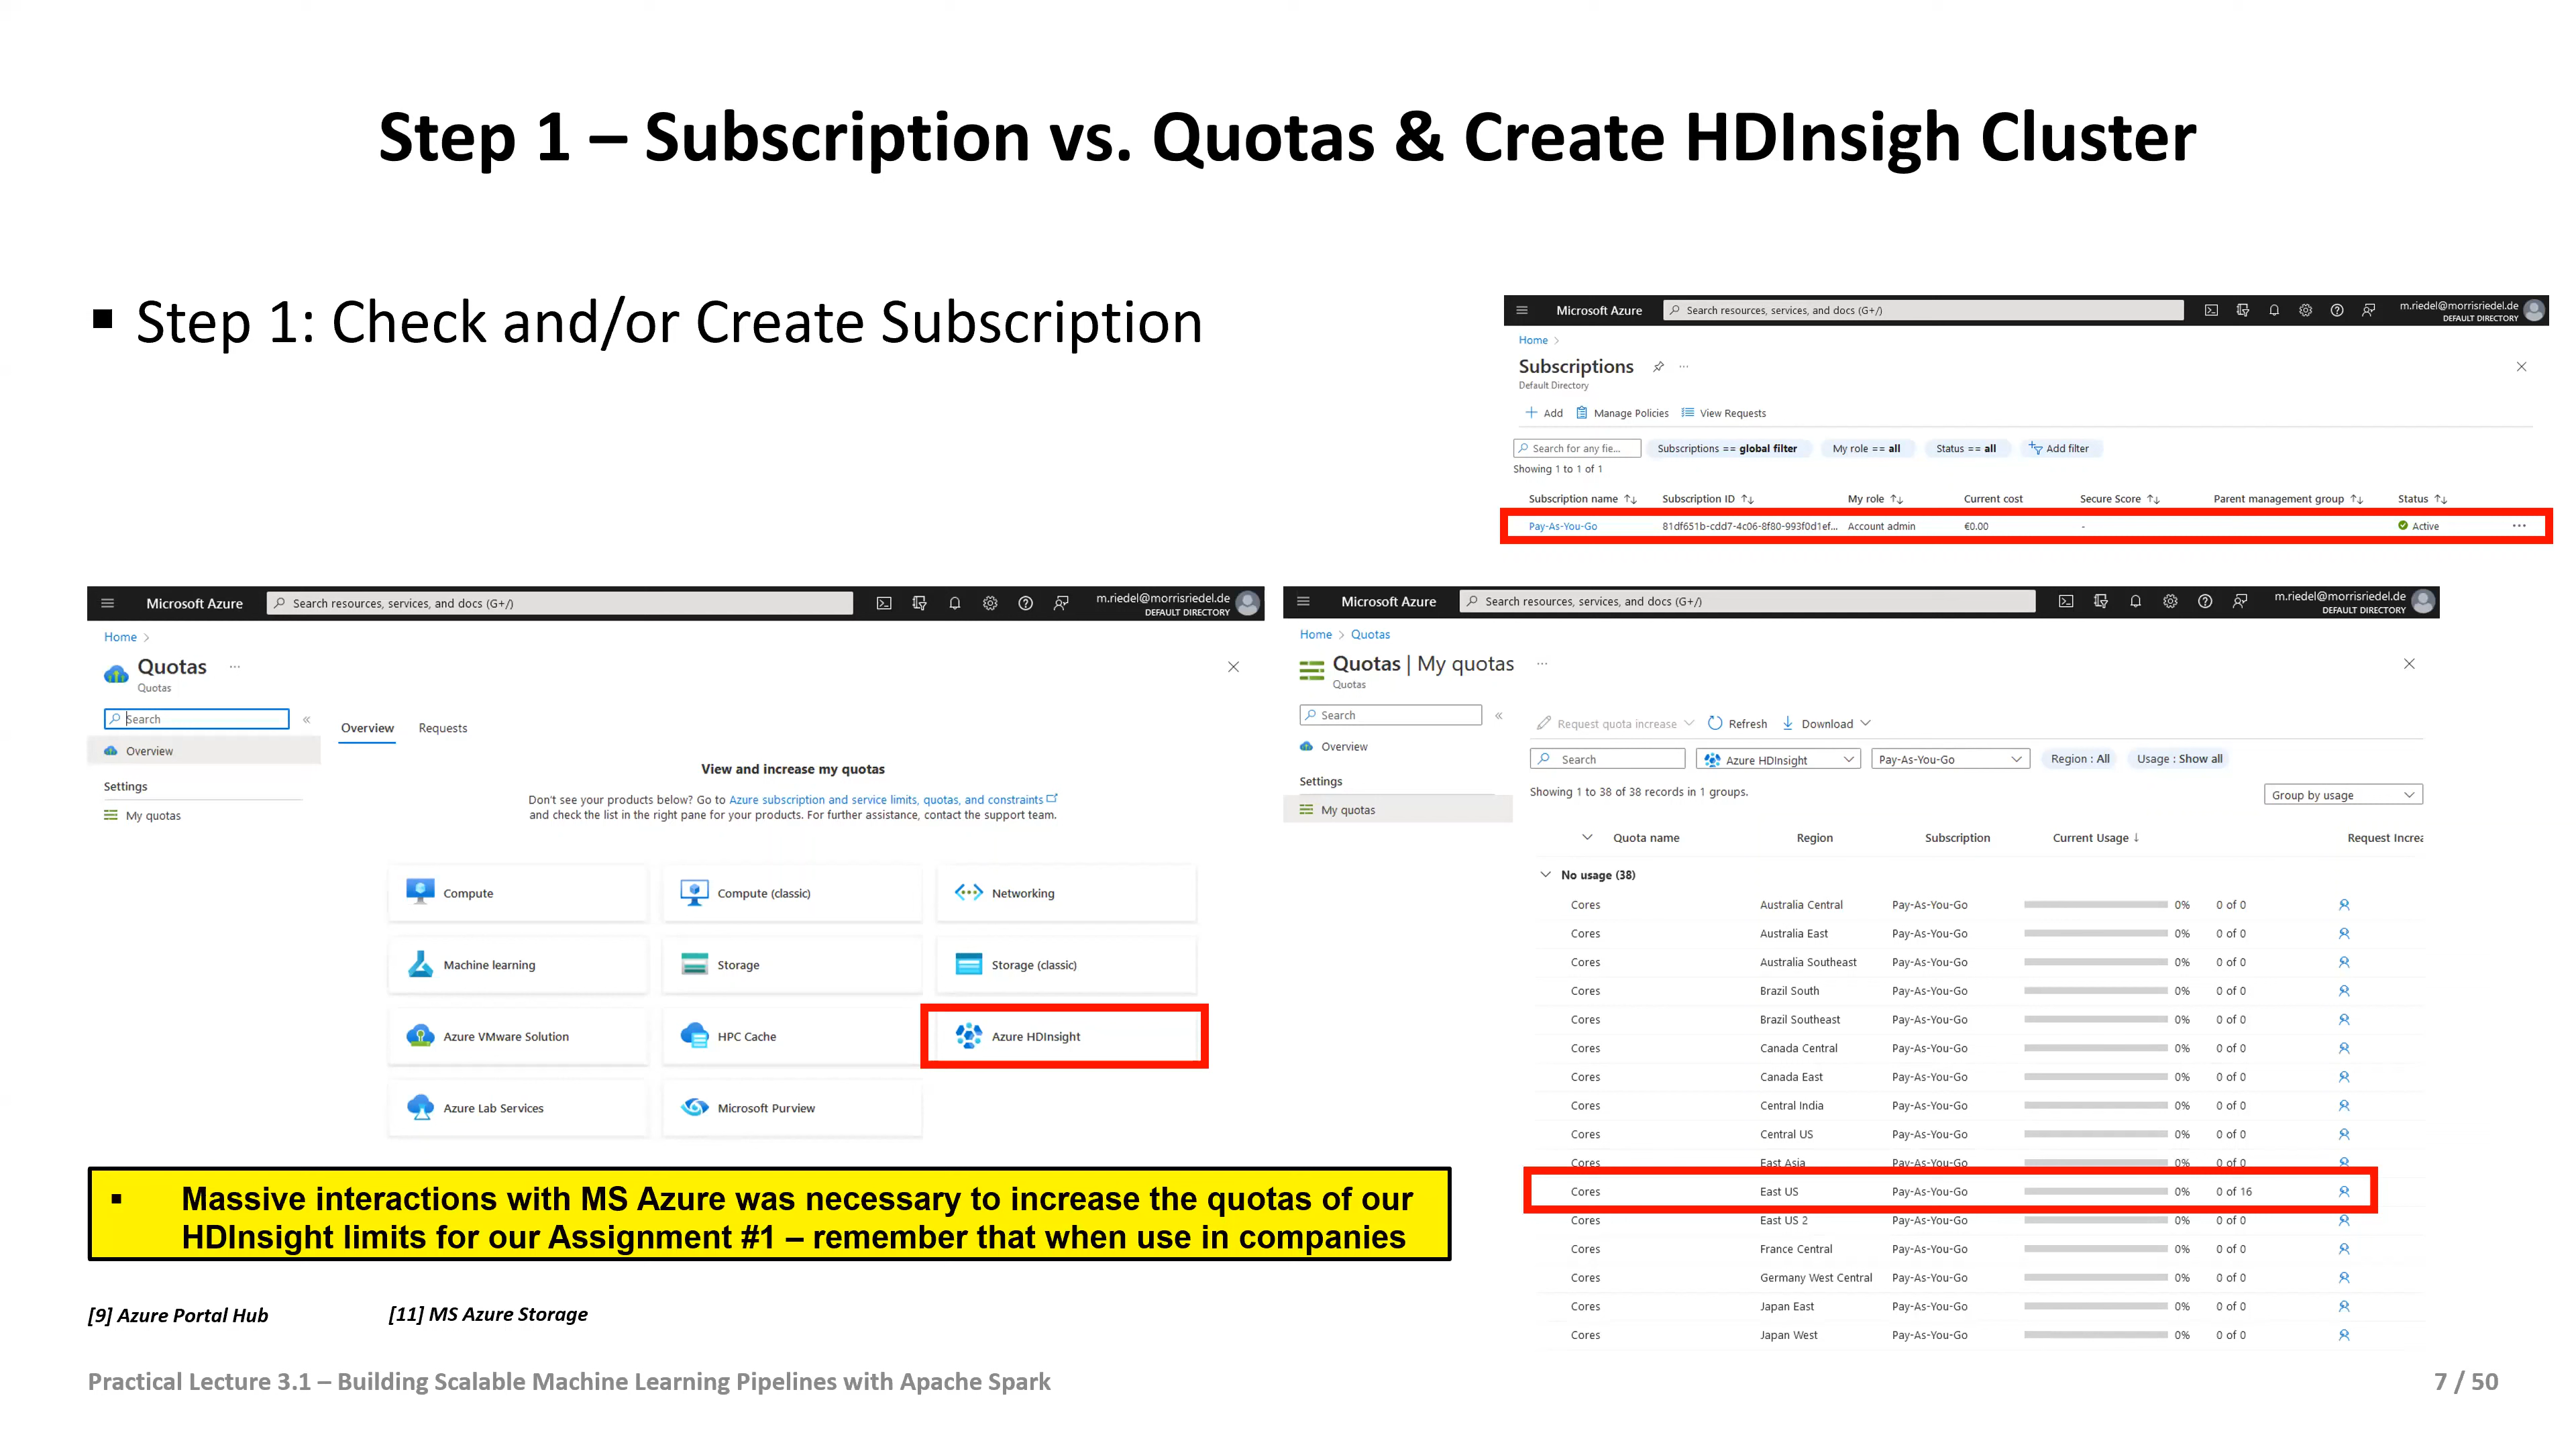 Step 1 – Subscription vs. Quotas & Create HDInsigh Cluster
▪ Step 1: Check and/or Create Subscription
Microsoft Azure Search resources, services, and docs (G+/) m.riedel@morrisriedel.de
DEFAULT DIRECTORY
Home >
Subscriptions ...
Default Directory
+ Add Manage Policies View Requests
Search for any fie... Subscriptions == global filter My role == all Status == all Add filter
Showing 1 to 1 of 1
Subscription name ↑↓ Subscription ID ↑↓ My role ↑↓ Current cost Secure Score ↑↓ Parent management group ↑↓ Status ↑↓
Pay-As-You-Go 81df651b-cdd7-4c06-8f80-993f0d1ef... Account admin €0.00 - Active ...
Microsoft Azure Search resources, services, and docs (G+/) m.riedel@morrisriedel.de
DEFAULT DIRECTORY
Home >
Quotas ...
Quotas
Search «
Overview
Settings
My quotas
Overview Requests
View and increase my quotas
Don't see your products below? Go to Azure subscription and service limits, quotas, and constraints
and check the list in the right pane for your products. For further assistance, contact the support team.
Compute Compute (classic) Networking
Machine learning Storage Storage (classic)
Azure VMware Solution HPC Cache Azure HDInsight
Azure Lab Services Microsoft Purview
Microsoft Azure Search resources, services, and docs (G+/) m.riedel@morrisriedel.de
DEFAULT DIRECTORY
Home > Quotas
Quotas | My quotas ...
Quotas
Search «
Overview
Settings
My quotas
Request quota increase Refresh Download
Search Azure HDInsight Pay-As-You-Go Region : All Usage : Show all
Showing 1 to 38 of 38 records in 1 groups.
Group by usage
Quota name Region Subscription Current Usage ↓ Request Increa
No usage (38)
Cores Australia Central Pay-As-You-Go 0% 0 of 0
Cores Australia East Pay-As-You-Go 0% 0 of 0
Cores Australia Southeast Pay-As-You-Go 0% 0 of 0
Cores Brazil South Pay-As-You-Go 0% 0 of 0
Cores Brazil Southeast Pay-As-You-Go 0% 0 of 0
Cores Canada Central Pay-As-You-Go 0% 0 of 0
Cores Canada East Pay-As-You-Go 0% 0 of 0
Cores Central India Pay-As-You-Go 0% 0 of 0
Cores Central US Pay-As-You-Go 0% 0 of 0
Cores East Asia Pay-As-You-Go 0% 0 of 0
Cores East US Pay-As-You-Go 0% 0 of 16
Cores East US 2 Pay-As-You-Go 0% 0 of 0
Cores France Central Pay-As-You-Go 0% 0 of 0
Cores Germany West Central Pay-As-You-Go 0% 0 of 0
Cores Japan East Pay-As-You-Go 0% 0 of 0
Cores Japan West Pay-As-You-Go 0% 0 of 0
▪ Massive interactions with MS Azure was necessary to increase the quotas of our
HDInsight limits for our Assignment #1 – remember that when use in companies
[9] Azure Portal Hub [11] MS Azure Storage
Practical Lecture 3.1 – Building Scalable Machine Learning Pipelines with Apache Spark 7 / 50